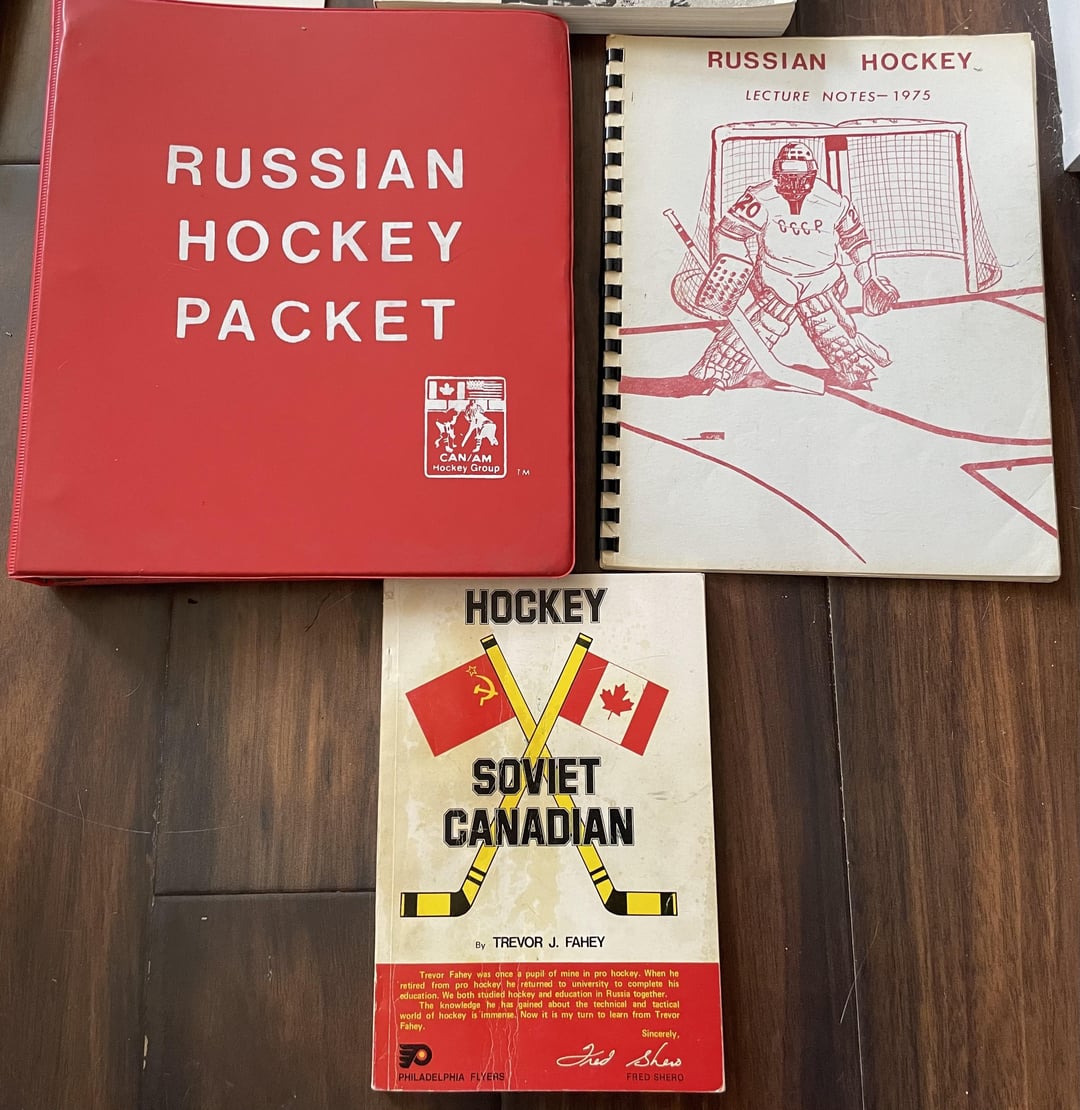 RUSSIAN
HOCKEY
PACKET
CAN/AM
Hockey Group
TM
RUSSIAN HOCKEY
LECTURE NOTES—1975
20
CCCP
2
HOCKEY
SOVIET
CANADIAN
By TREVOR J. FAHEY
Trevor Fahey was once a pupil of mine in pro hockey. When he
retired from pro hockey he returned to university to complete his
education. We both studied hockey and education in Russia together.
The knowledge he has gained about the technical and tactical
world of hockey is immense. Now it is my turn to learn from Trevor
Fahey.
Sincerely,
Fred Shero
PHILADELPHIA FLYERS
FRED SHERO